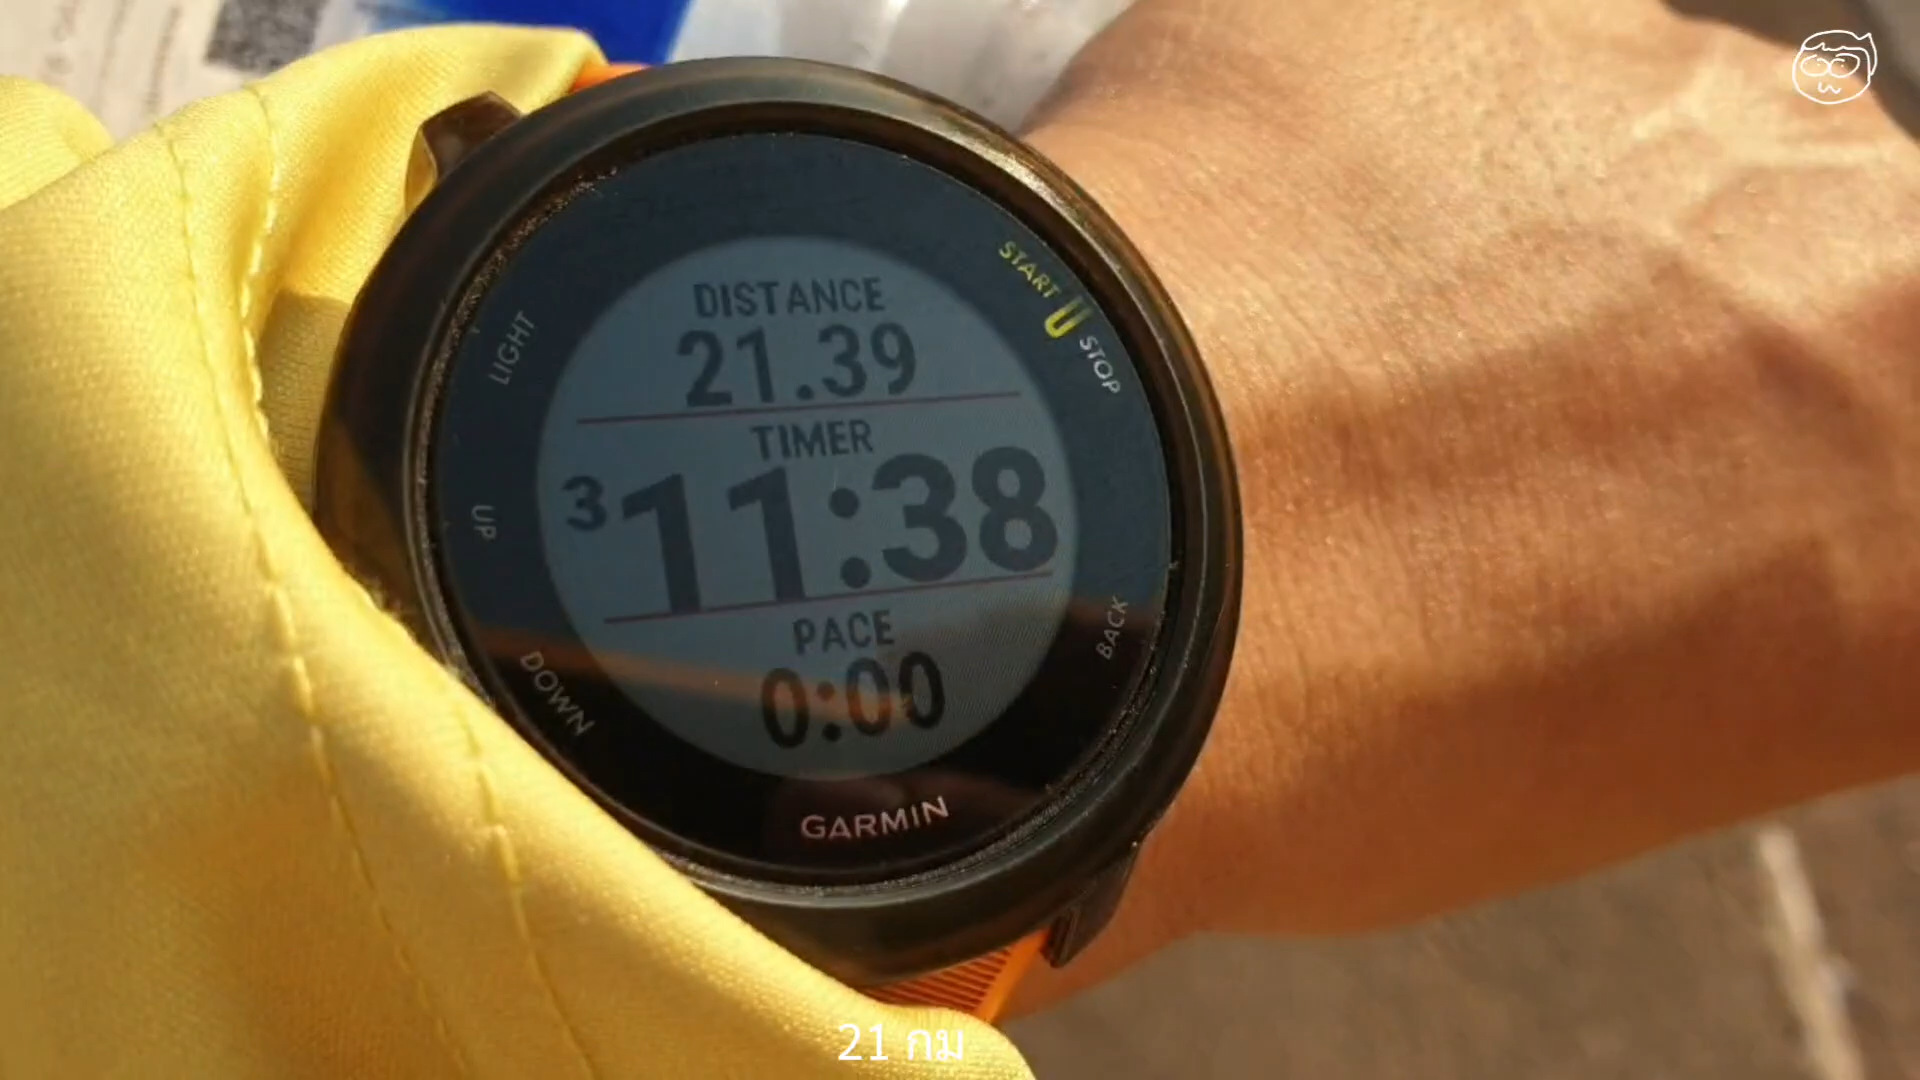 DISTANCE
21.39
TIMER
3 11:38
PACE
0:00
LIGHT
UP
DOWN
START
STOP
BACK
GARMIN
21 กม